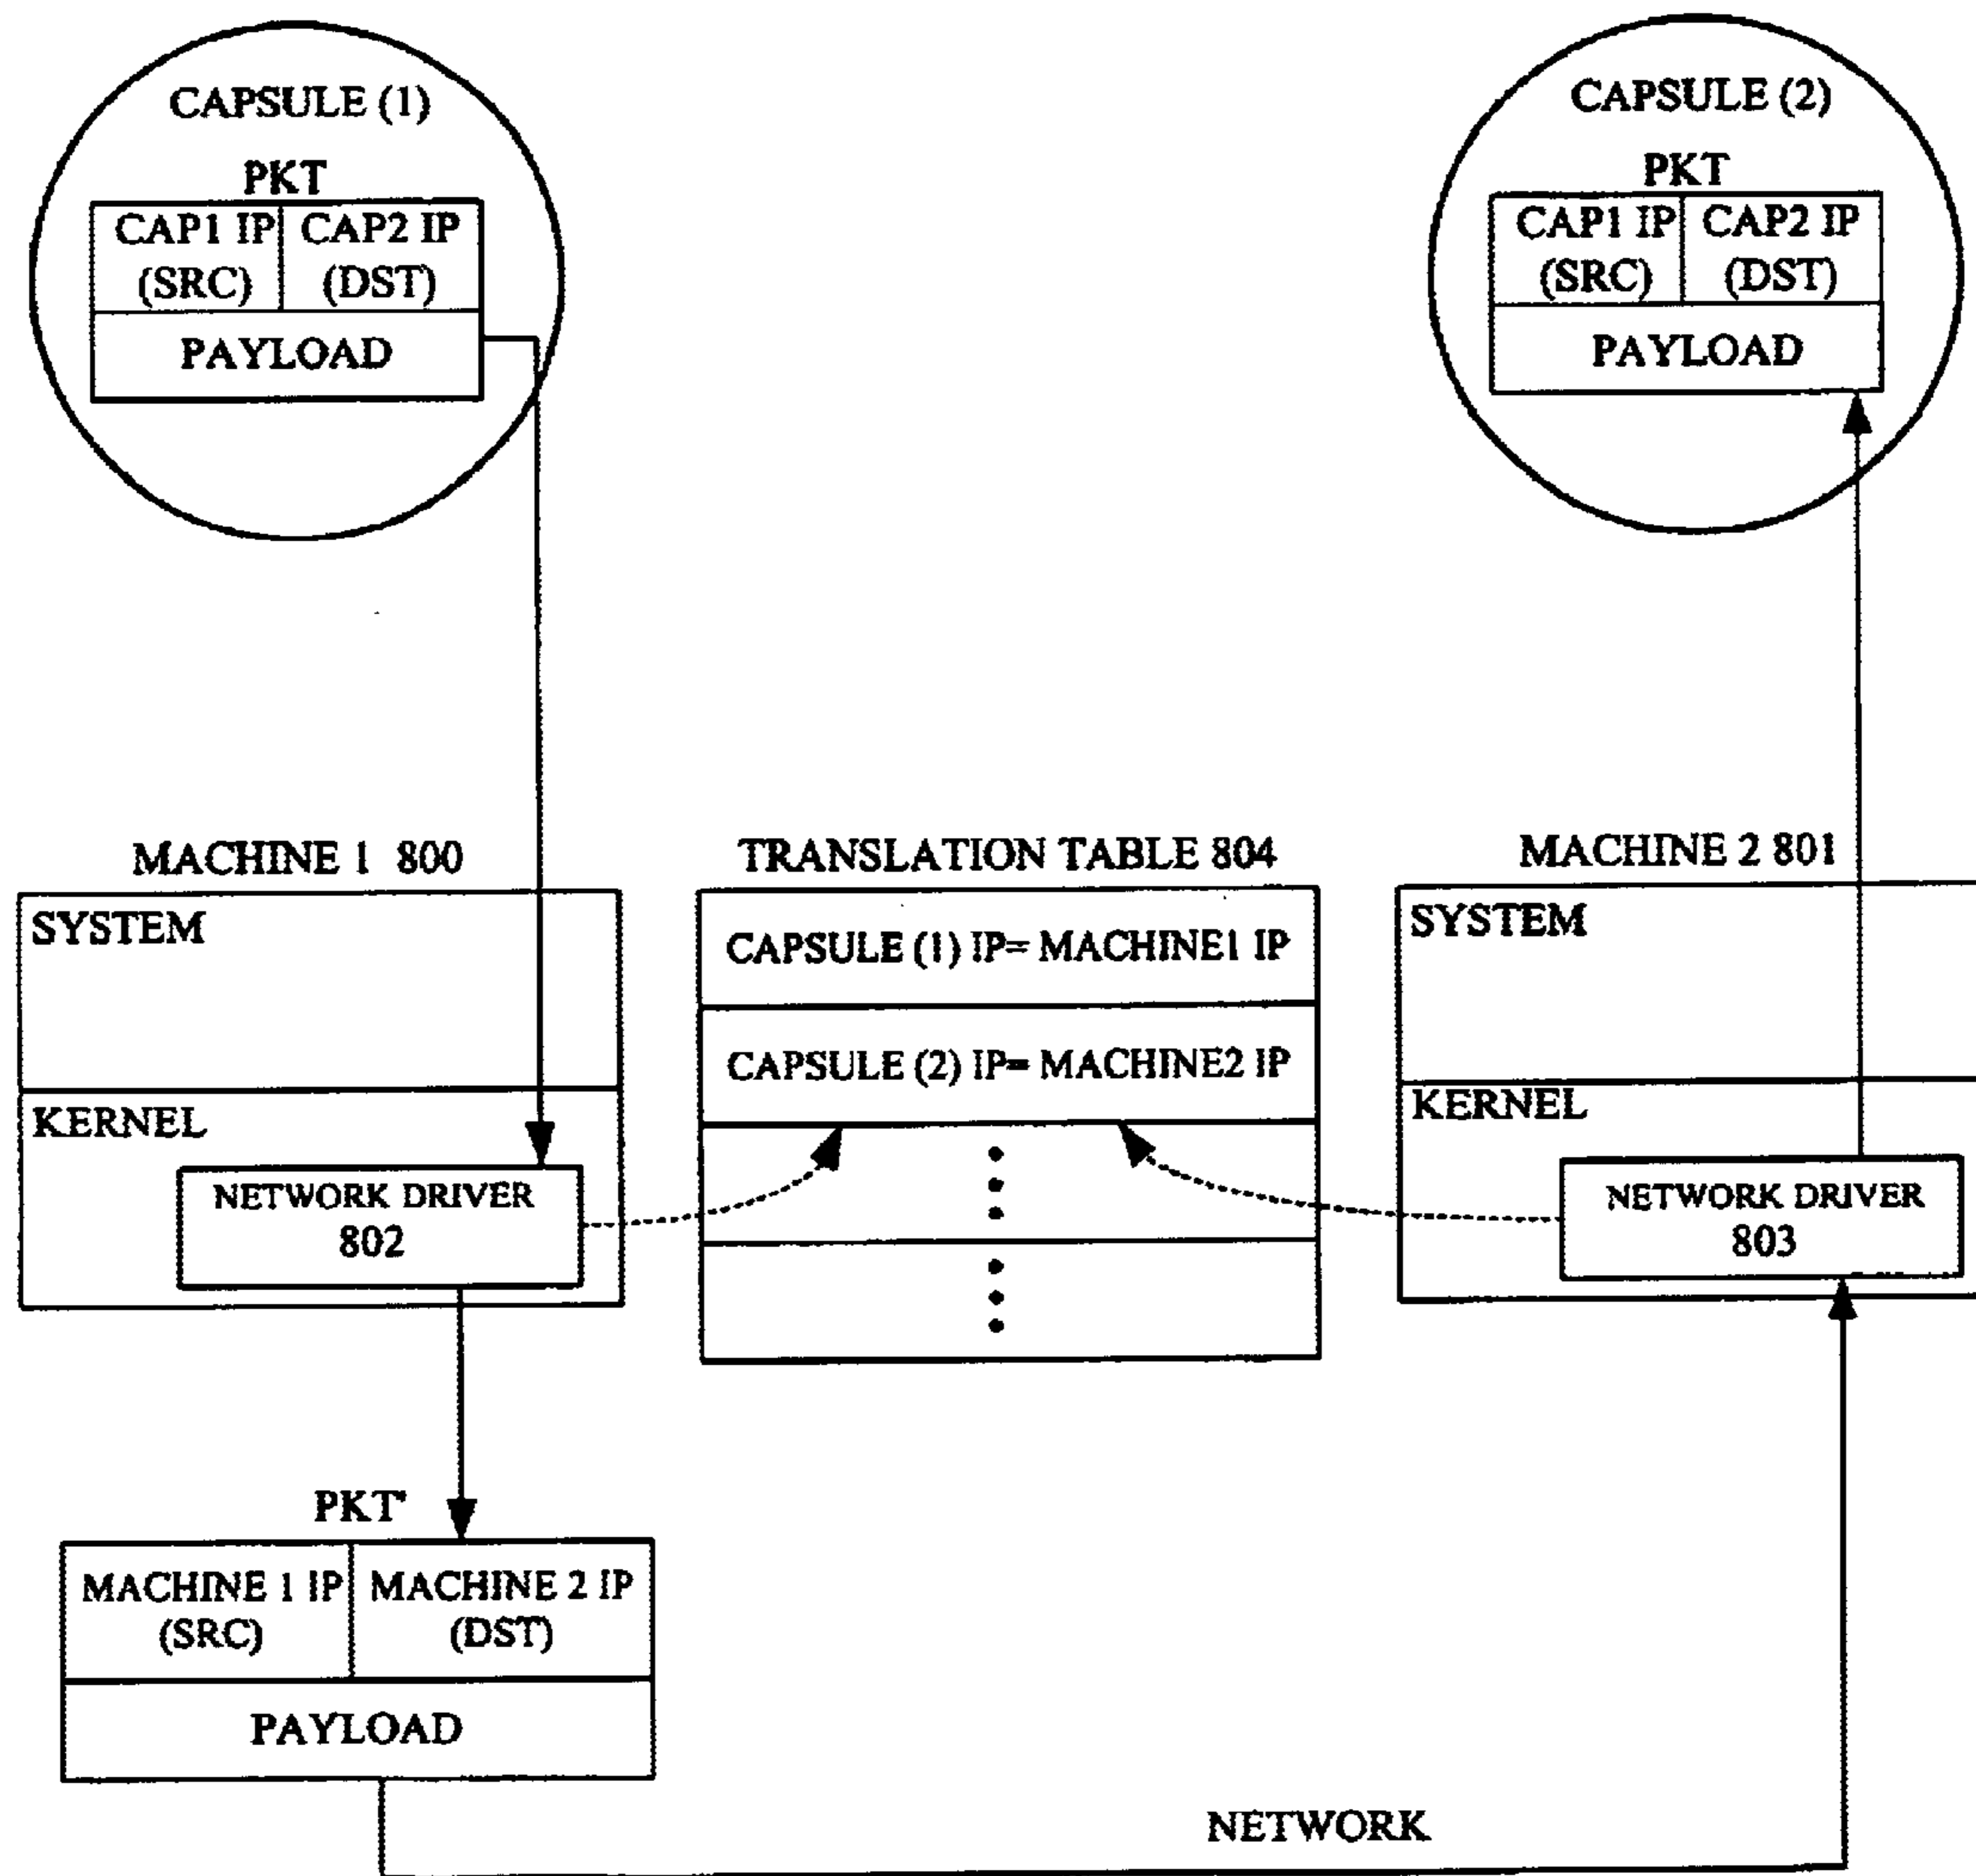 CAPSULE (1)
PKT
CAP1 IP CAP2 IP
(SRC) (DST)
PAYLOAD
CAPSULE (2)
PKT
CAP1 IP CAP2 IP
(SRC) (DST)
PAYLOAD
MACHINE 1 800
SYSTEM
KERNEL
NETWORK DRIVER
802
TRANSLATION TABLE 804
CAPSULE (1) IP= MACHINE1 IP
CAPSULE (2) IP= MACHINE2 IP
MACHINE 2 801
SYSTEM
KERNEL
NETWORK DRIVER
803
PKT'
MACHINE 1 IP MACHINE 2 IP
(SRC) (DST)
PAYLOAD
NETWORK